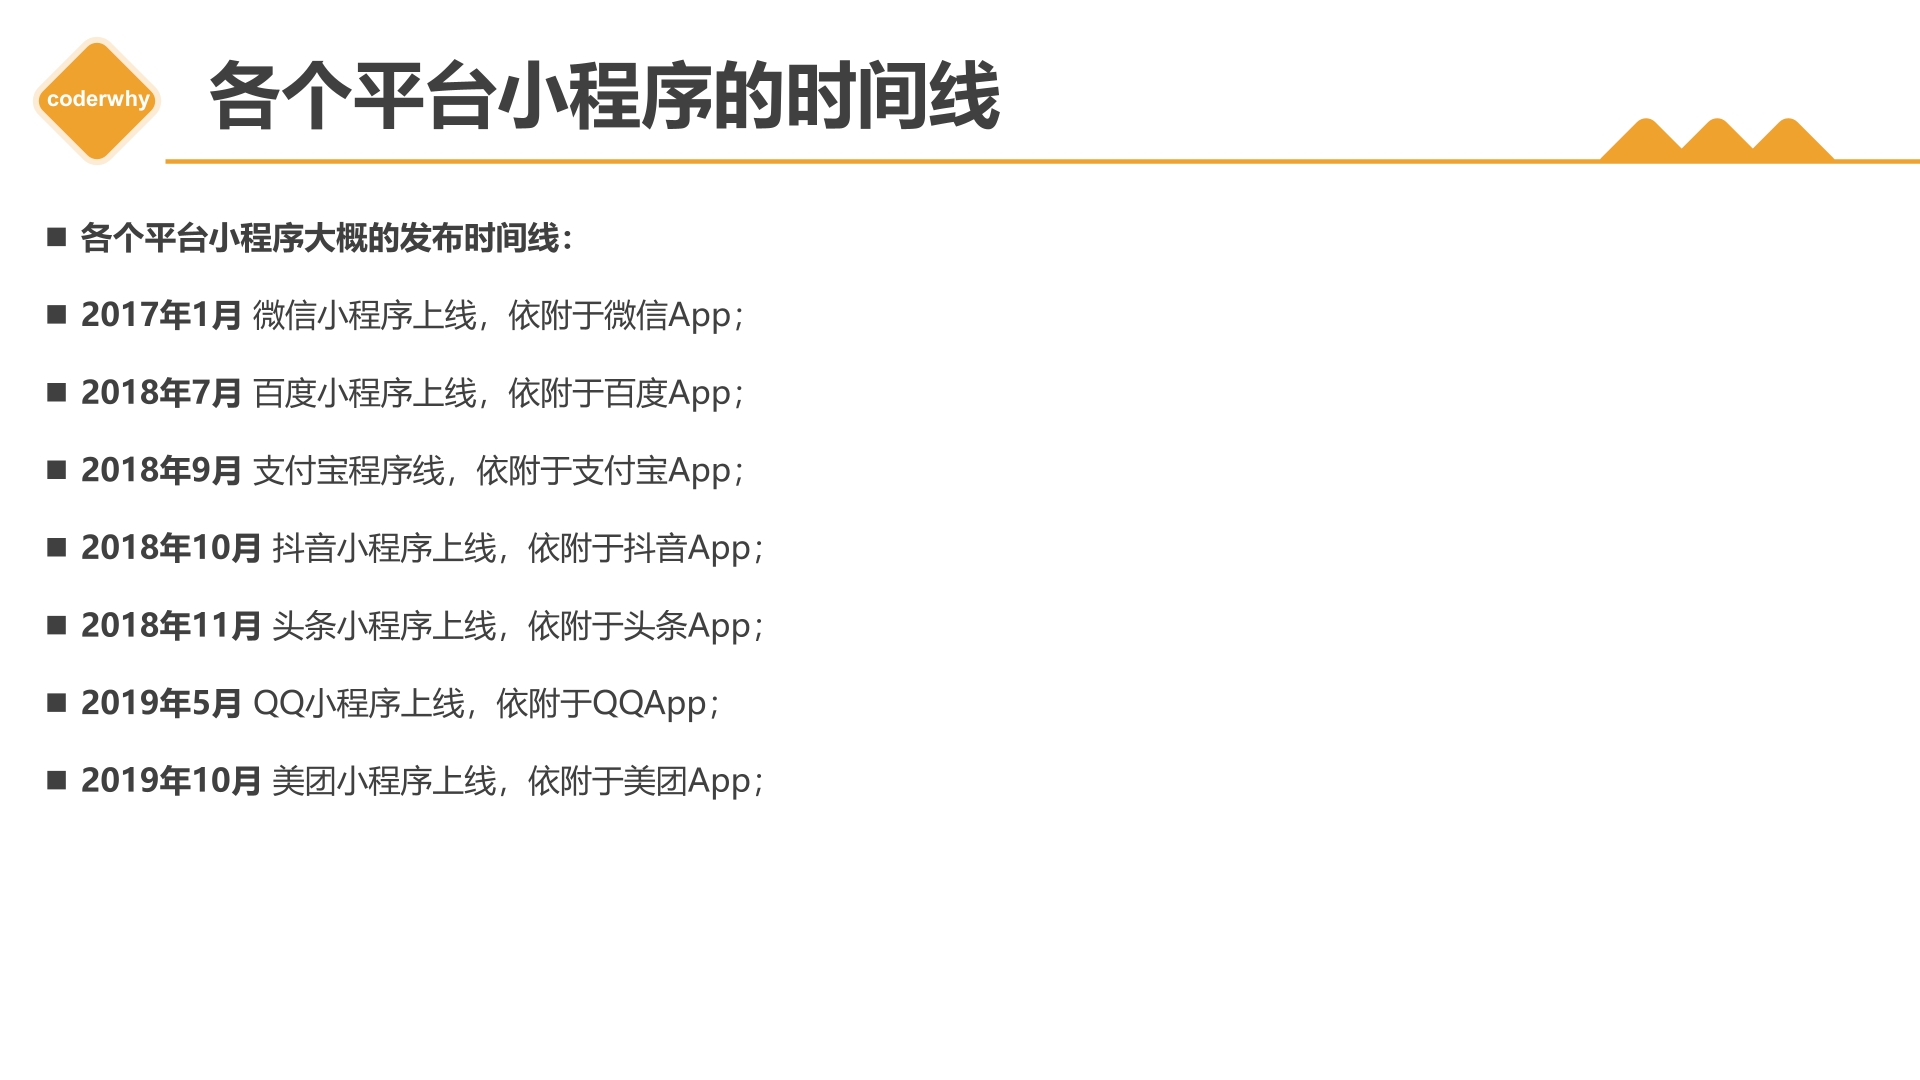 coderwhy
各个平台小程序的时间线
各个平台小程序大概的发布时间线：
2017年1月 微信小程序上线，依附于微信App；
2018年7月 百度小程序上线，依附于百度App；
2018年9月 支付宝程序线，依附于支付宝App；
2018年10月 抖音小程序上线，依附于抖音App；
2018年11月 头条小程序上线，依附于头条App；
2019年5月 QQ小程序上线，依附于QQApp；
2019年10月 美团小程序上线，依附于美团App；